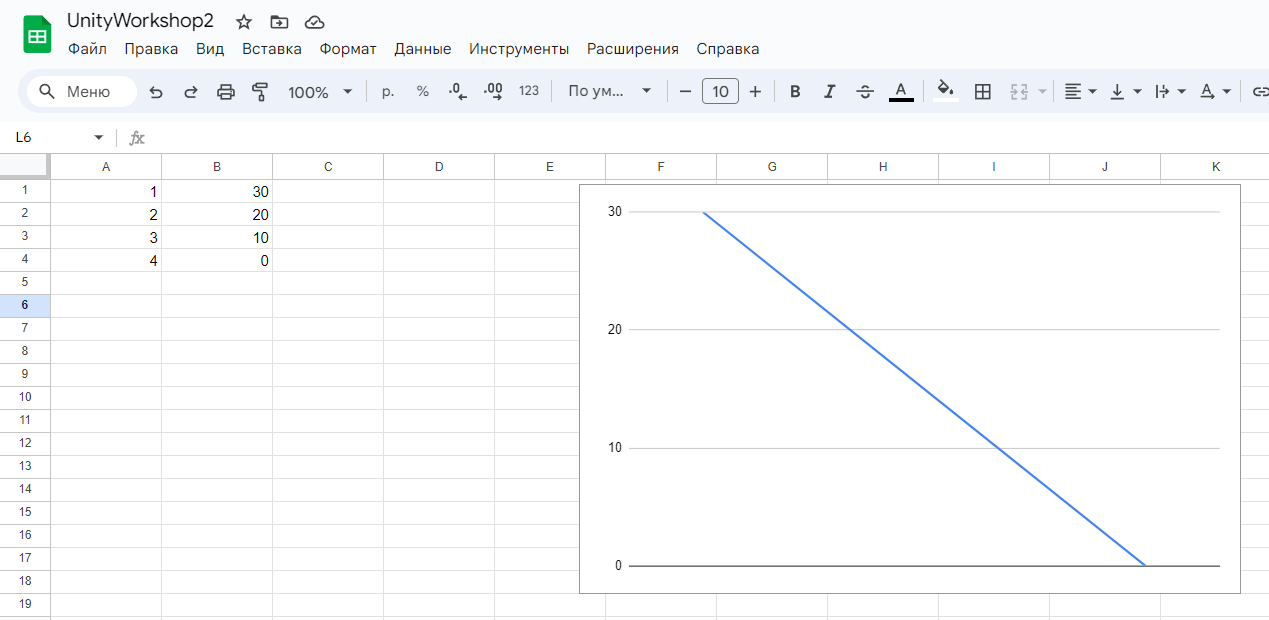 UnityWorkshop2
Файл Правка Вид Вставка Формат Данные Инструменты Расширения Справка
Меню 100% р. % .0 .00 123 По ум... 10 B I A A
L6 fx
A B C D E F G H I J K
1 1 30
2 2 20
3 3 10
4 4 0
5
6
7
8
9
10
11
12
13
14
15
16
17
18
19
30
20
10
0